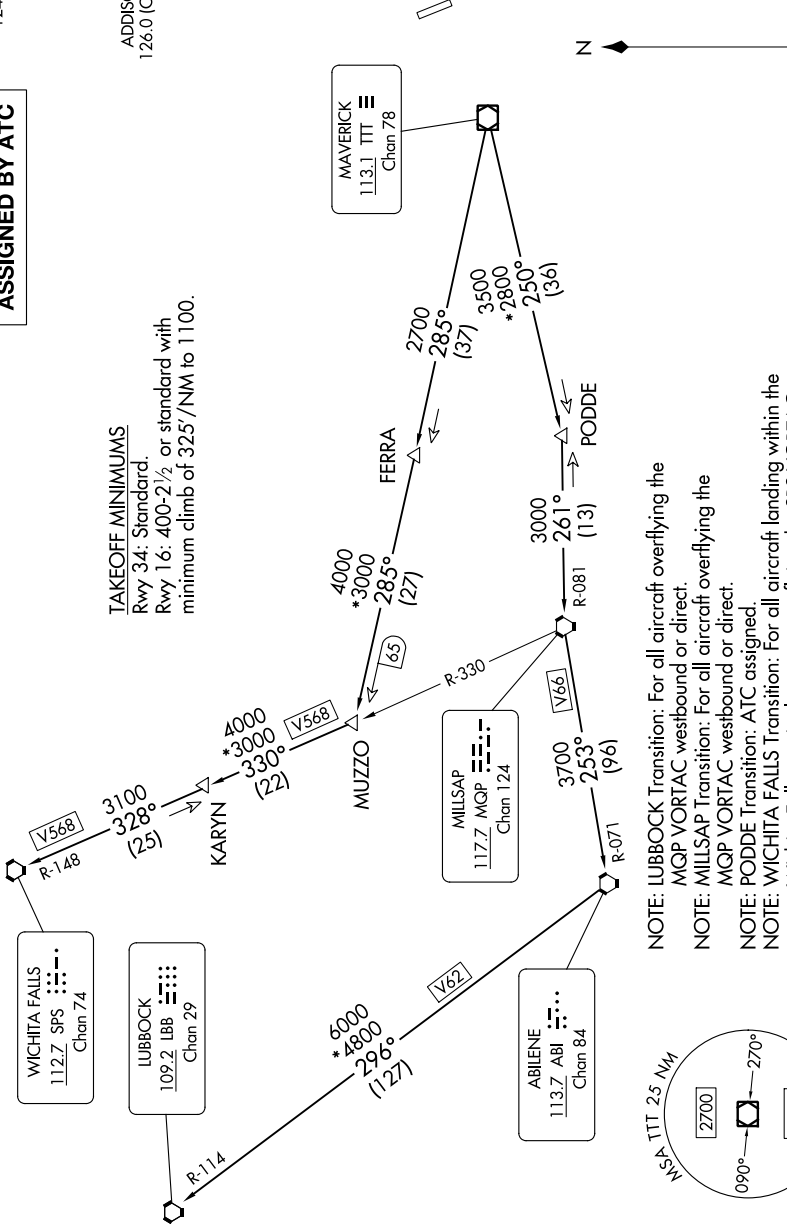 ASSIGNED BY ATC
126.0 (C
TAKEOFF MINIMUMS
Rwy 34: Standard.
Rwy 16: 400-2½ or standard with
minimum climb of 325'/NM to 1100.
MAVERICK
113.1 TTT
Chan 78
N
2700
285°
(37)
3500
*2800
250°
(36)
FERRA
PODDE
4000
*3000
285°
(27)
3000
261°
(13)
R-081
65
R-330
MUZZO
4000
*3000
330°
(22)
V568
KARYN
3100
328°
(25)
V568
R-148
WICHITA FALLS
112.7 SPS
Chan 74
LUBBOCK
109.2 LBB
Chan 29
MILLSAP
117.7 MQP
Chan 124
V66
3700
253°
(96)
R-071
ABILENE
113.7 ABI
Chan 84
V62
6000
*4800
296°
(127)
R-114
NOTE: LUBBOCK Transition: For all aircraft overflying the
MQP VORTAC westbound or direct.
NOTE: MILLSAP Transition: For all aircraft overflying the
MQP VORTAC westbound or direct.
NOTE: PODDE Transition: ATC assigned.
NOTE: WICHITA FALLS Transition: For all aircraft landing within the
MSA TTT 25 NM
2700
090°
270°